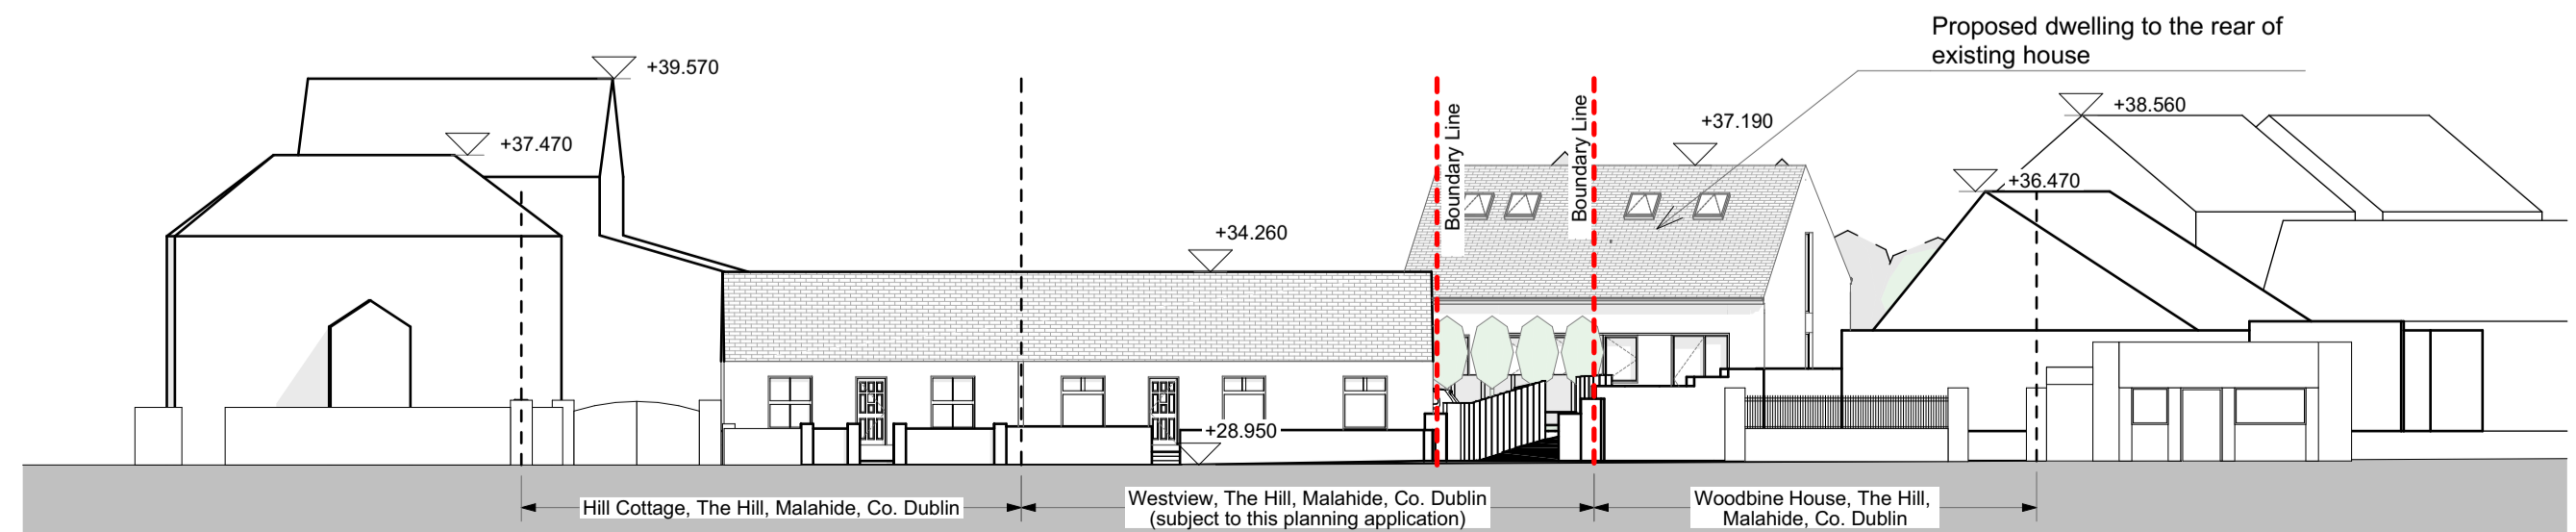 Proposed dwelling to the rear of
existing house
+39.570
+37.470
+34.260
+28.950
Boundary Line
Boundary Line
+37.190
+38.560
+36.470
Hill Cottage, The Hill, Malahide, Co. Dublin
Westview, The Hill, Malahide, Co. Dublin
(subject to this planning application)
Woodbine House, The Hill,
Malahide, Co. Dublin